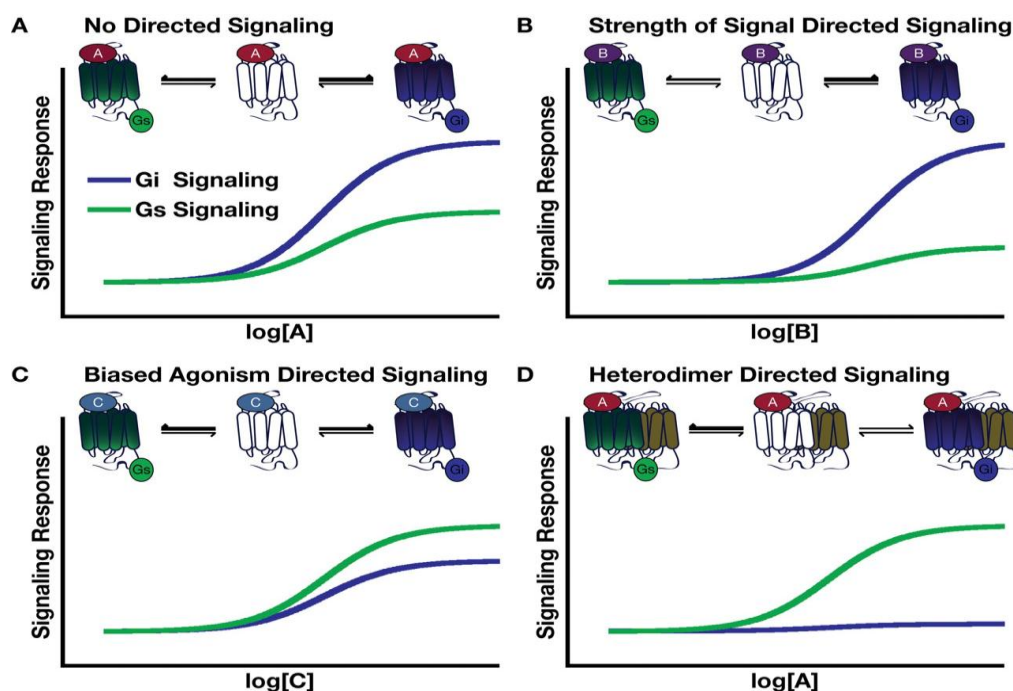 A No Directed Signaling
A A A
Gs Gi
Gi Signaling
Gs Signaling
Signaling Response
log[A]
B Strength of Signal Directed Signaling
B B B
Gs Gi
Signaling Response
log[B]
C Biased Agonism Directed Signaling
C C C
Gs Gi
Signaling Response
log[C]
D Heterodimer Directed Signaling
A A A
Gs Gi
Signaling Response
log[A]